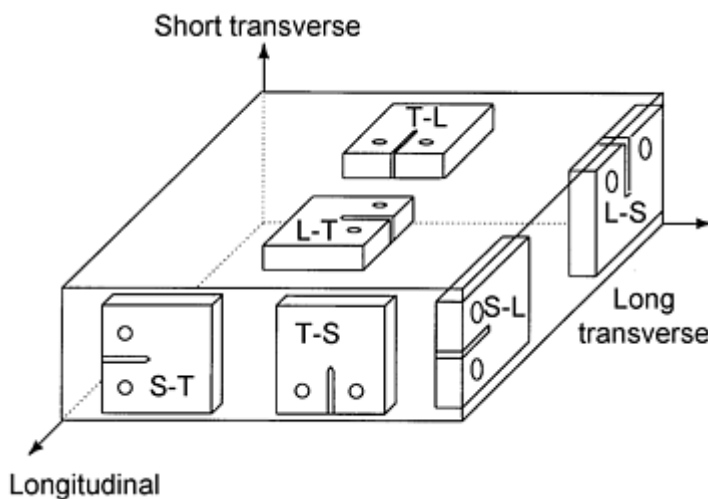 Short transverse
T-L
L-T
L-S
S-L
T-S
S-T
Long
transverse
Longitudinal